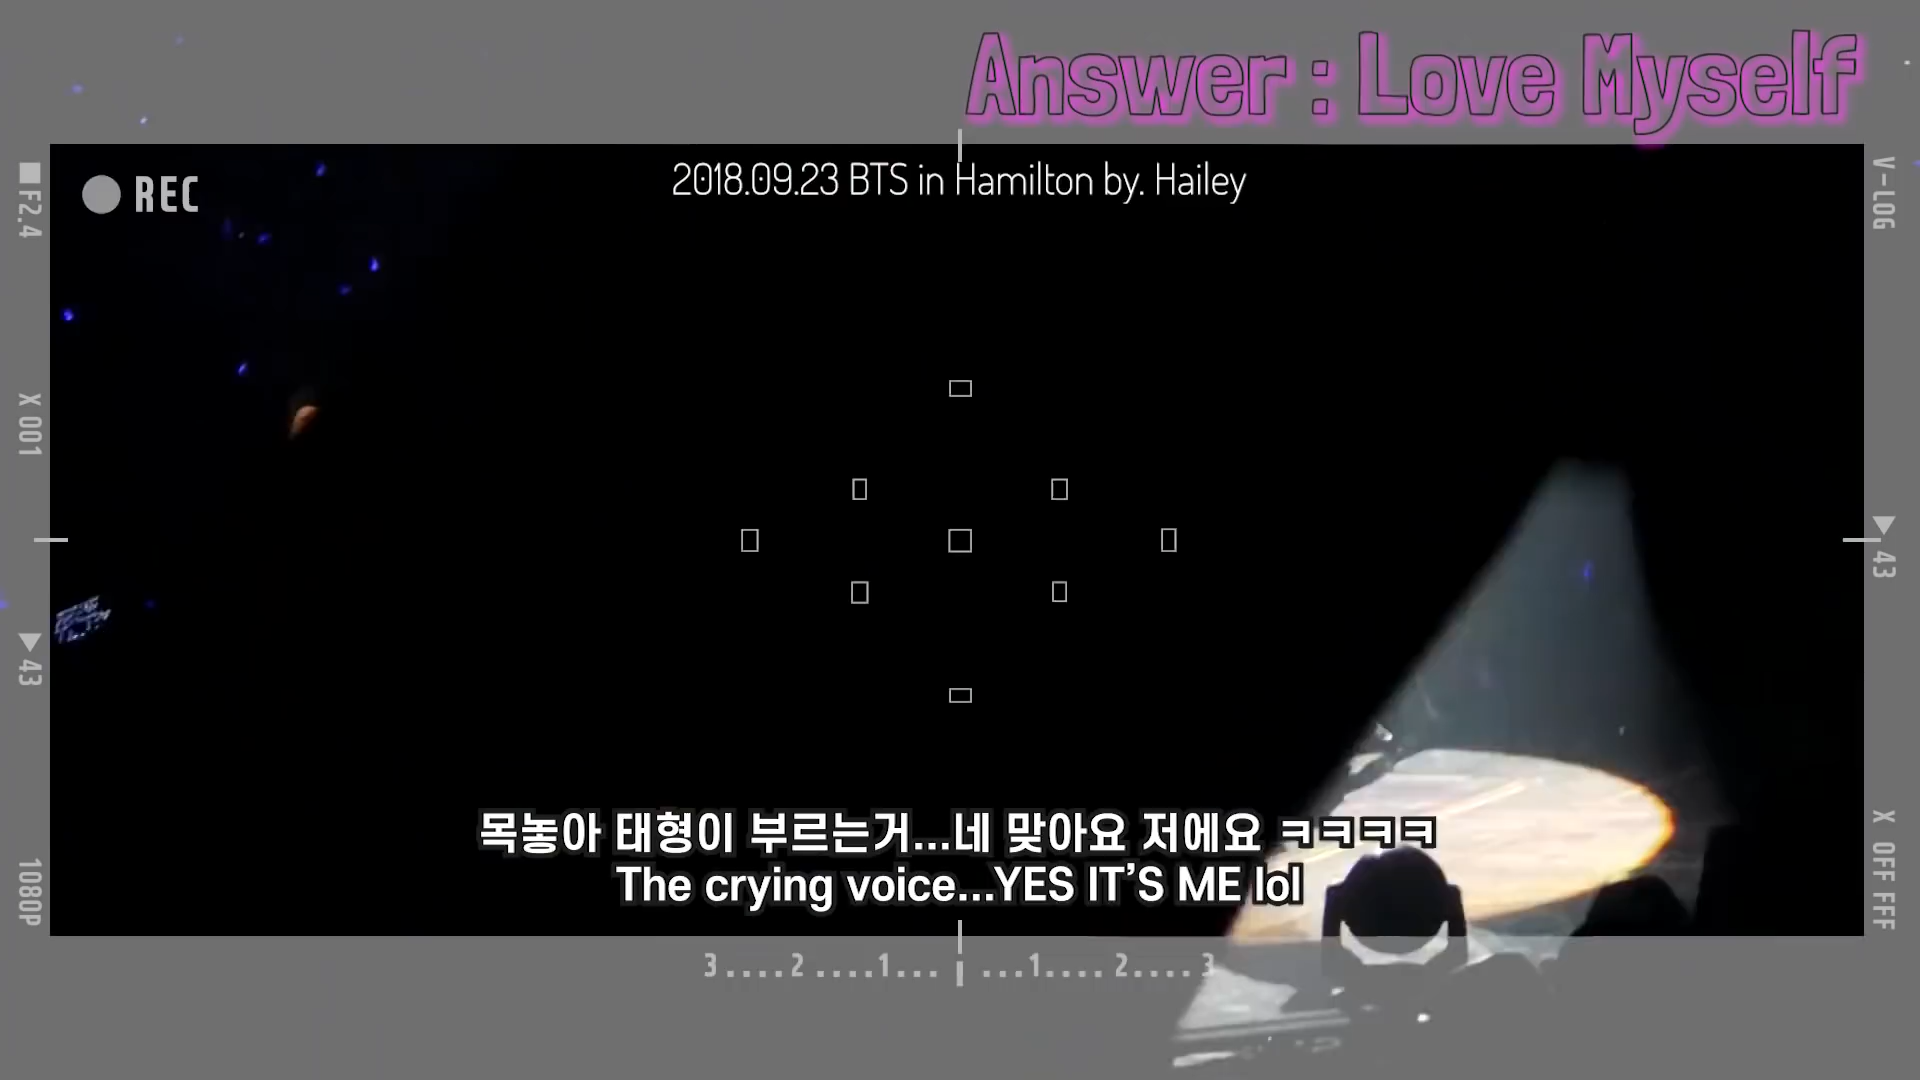 Answer : Love Myself
2018.09.23 BTS in Hamilton by. Hailey
REC
F2.4
X 001
43
1080P
V-LOG
43
X OFF FFF
목놓아 태형이 부르는거...네 맞아요 저에요 ㅋㅋㅋㅋ
The crying voice...YES IT'S ME lol
3....2....1... ...1....2....3